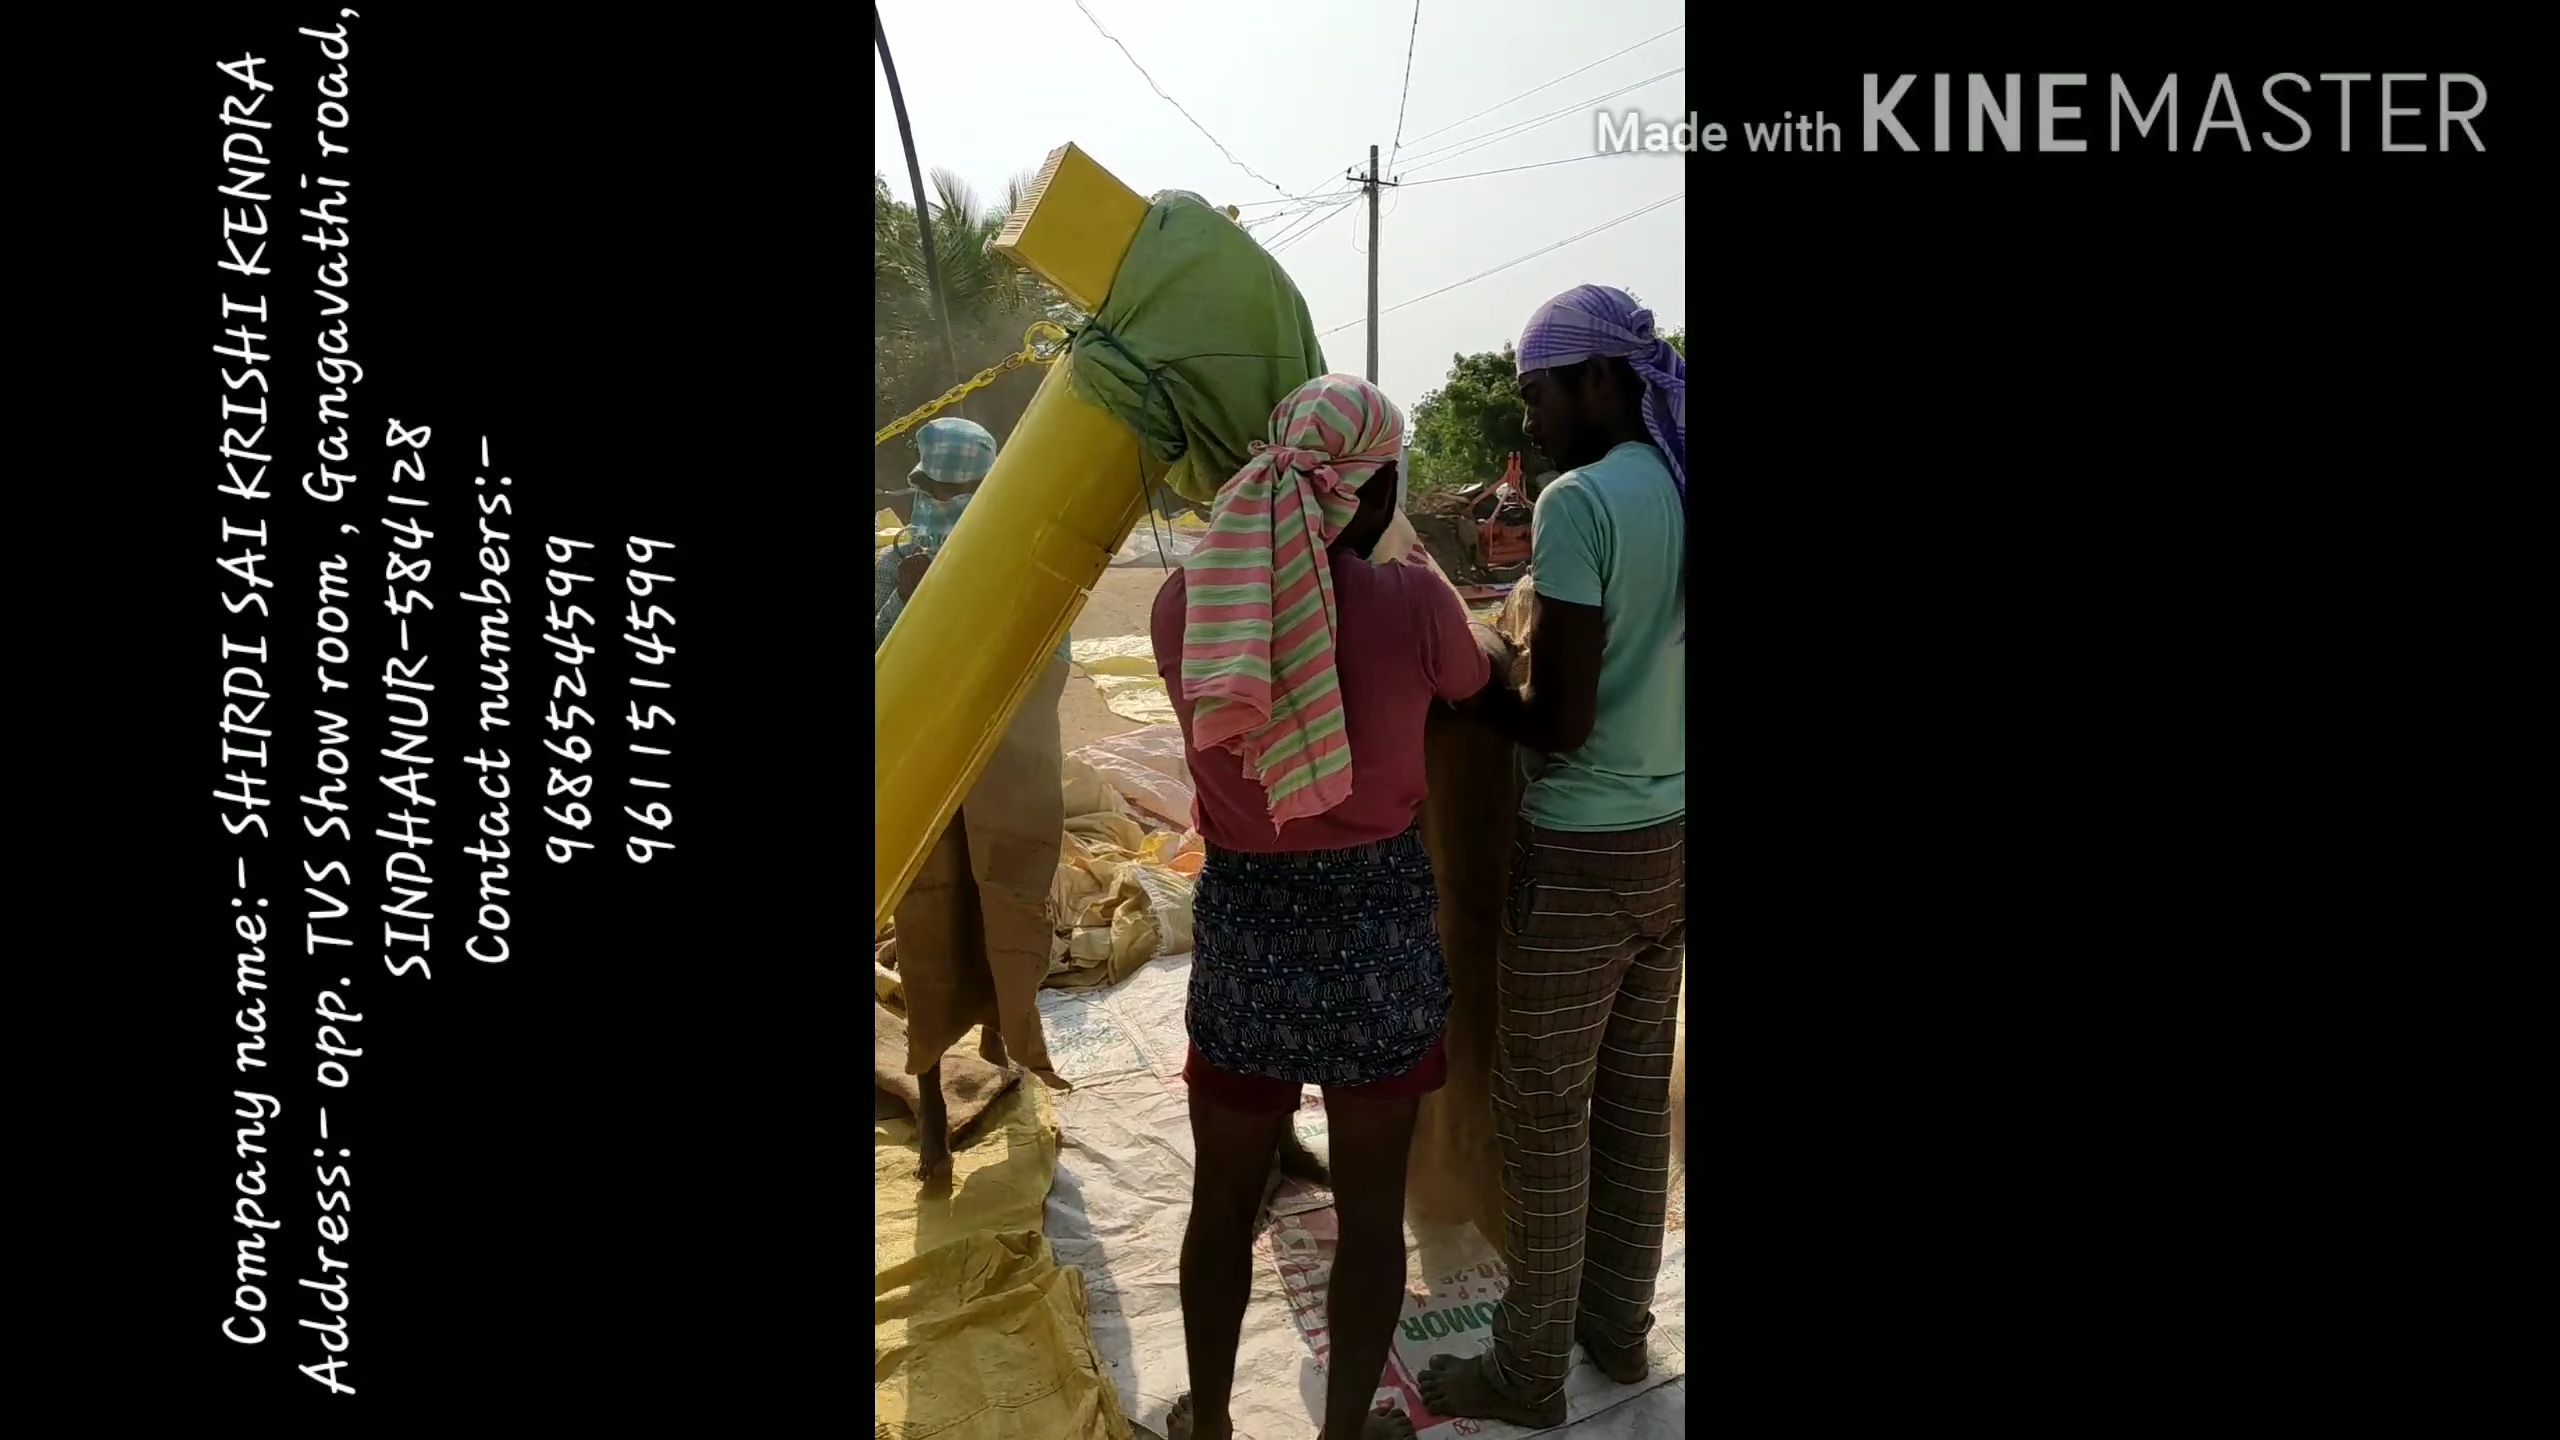 Company name:- SHIRDI SAI KRISHI KENDRA
Address:- opp. TVS Show room , Gangavathi road,
SINDHANUR-584128
Contact numbers:-
9686524599
9611514599
Made with KINEMASTER